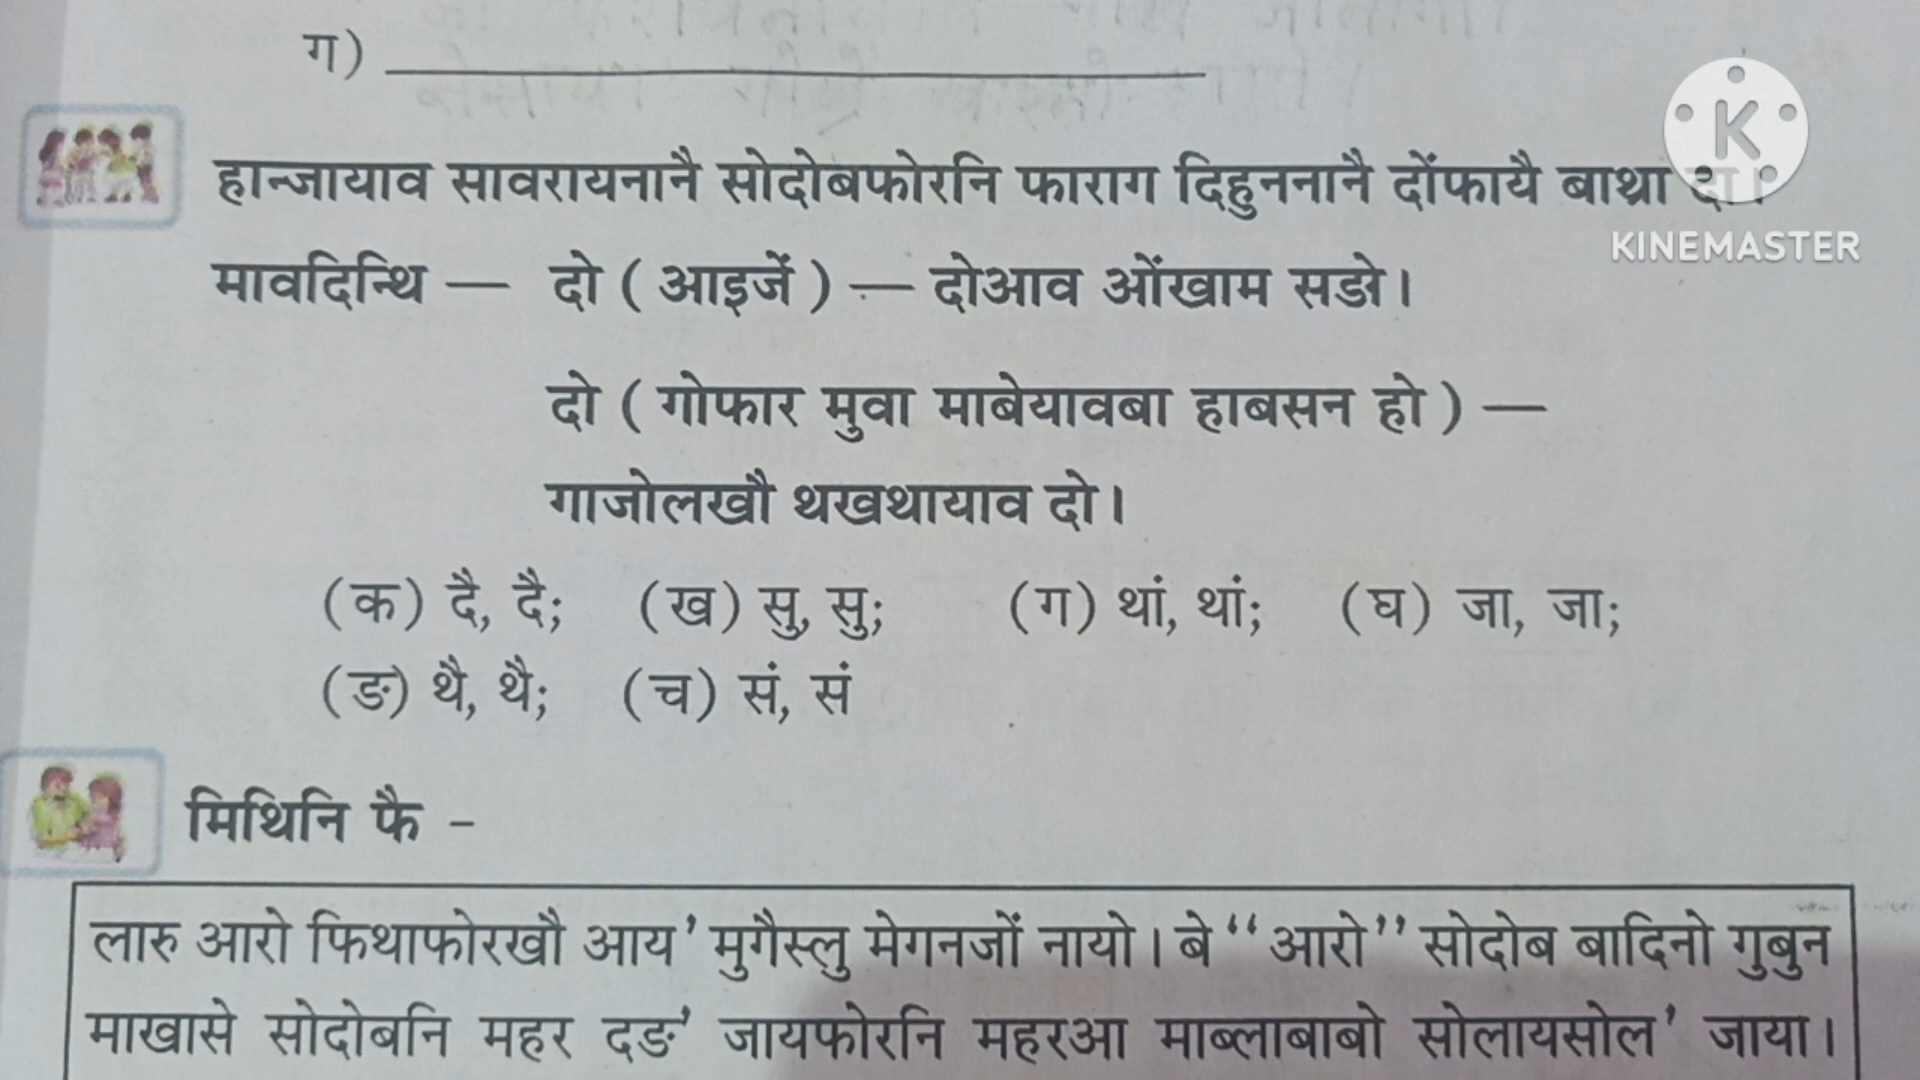 ग) 
हान्जायाव सावरायनानै सोदोबफोरनि फाराग दिहुननानै दोंफायै बाथ्रा दा।
K
KINEMASTER
मावदिन्थि — दो ( आइजें ) — दोआव ओंखाम सङो।
दो ( गोफार मुवा माबेयावबा हाबसन हो ) —
गाजोलखौ थखथायाव दो।
(क) दै, दै; (ख) सु, सु; (ग) थां, थां; (घ) जा, जा;
(ङ) थै, थै; (च) सं, सं
मिथिनि फै -
लारु आरो फिथाफोरखौ आय' मुगैस्लु मेगनजों नायो। बे “आरो” सोदोब बादिनो गुबुन
माखासे सोदोबनि महर दङ' जायफोरनि महरआ माब्लाबाबो सोलायसोल' जाया।